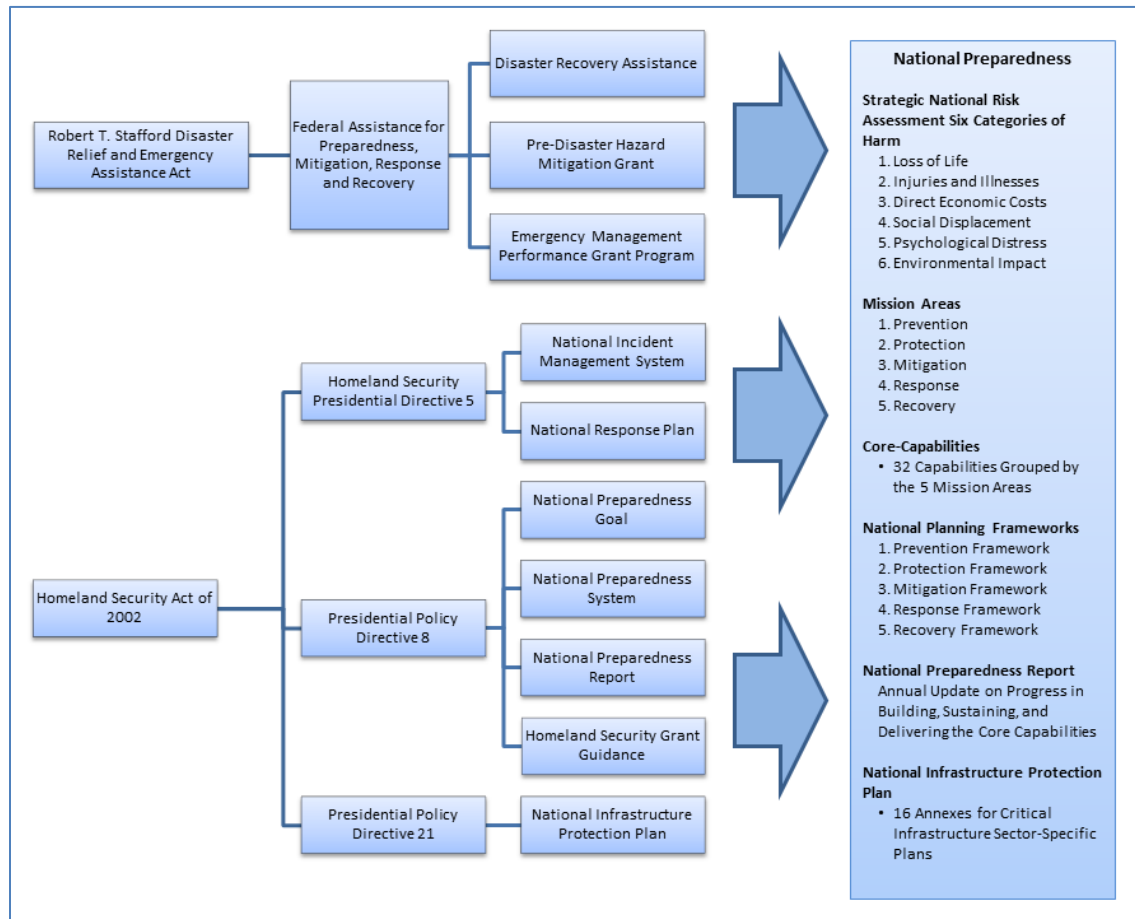 Robert T. Stafford Disaster
Relief and Emergency
Assistance Act
Federal Assistance for
Preparedness,
Mitigation, Response
and Recovery
Disaster Recovery Assistance
Pre-Disaster Hazard
Mitigation Grant
Emergency Management
Performance Grant Program
Homeland Security Act of
2002
Homeland Security
Presidential Directive 5
National Incident
Management System
National Response Plan
Presidential Policy
Directive 8
National Preparedness
Goal
National Preparedness
System
National Preparedness
Report
Homeland Security Grant
Guidance
Presidential Policy
Directive 21
National Infrastructure
Protection Plan
National Preparedness
Strategic National Risk
Assessment Six Categories of
Harm
1. Loss of Life
2. Injuries and Illnesses
3. Direct Economic Costs
4. Social Displacement
5. Psychological Distress
6. Environmental Impact
Mission Areas
1. Prevention
2. Protection
3. Mitigation
4. Response
5. Recovery
Core-Capabilities
• 32 Capabilities Grouped by
the 5 Mission Areas
National Planning Frameworks
1. Prevention Framework
2. Protection Framework
3. Mitigation Framework
4. Response Framework
5. Recovery Framework
National Preparedness Report
Annual Update on Progress in
Building, Sustaining, and
Delivering the Core Capabilities
National Infrastructure Protection
Plan
• 16 Annexes for Critical
Infrastructure Sector-Specific
Plans